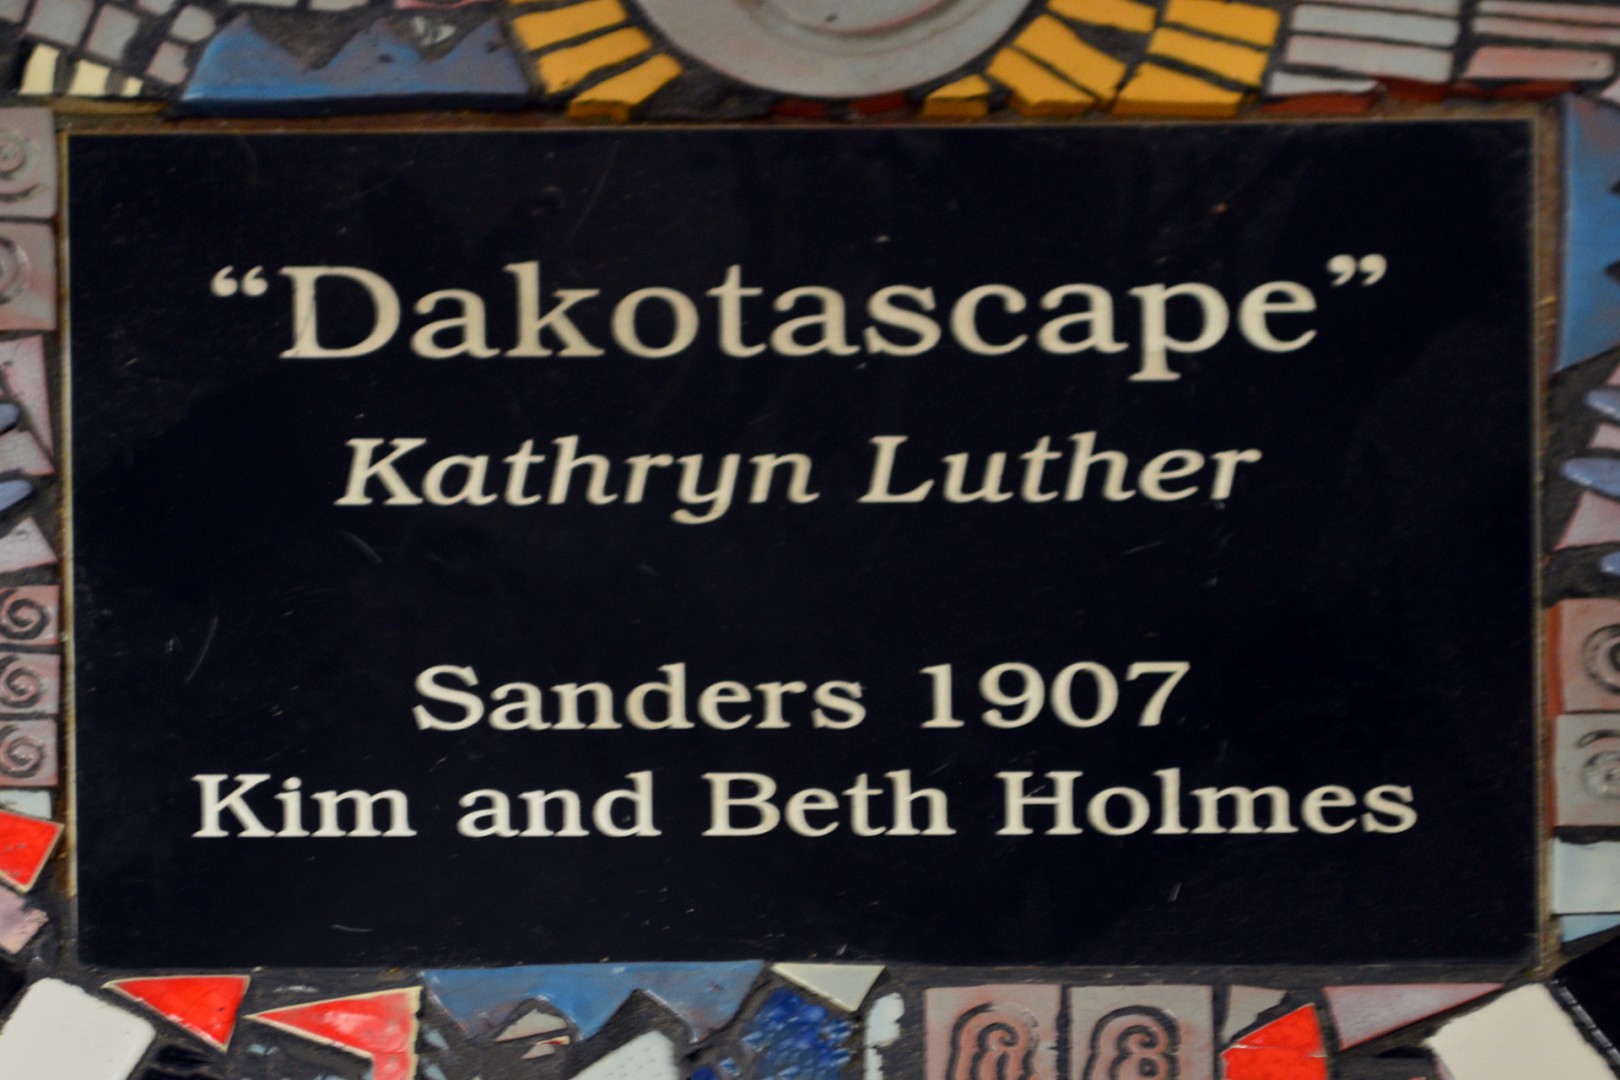 “Dakotascape”
Kathryn Luther
Sanders 1907
Kim and Beth Holmes